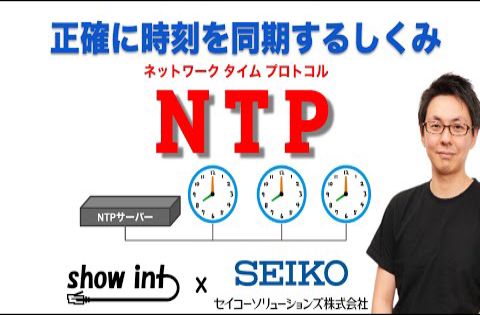 正確に時刻を同期するしくみ
ネットワーク タイム プロトコル
NTP
NTPサーバー
show int x SEIKO
セイコーソリューションズ株式会社